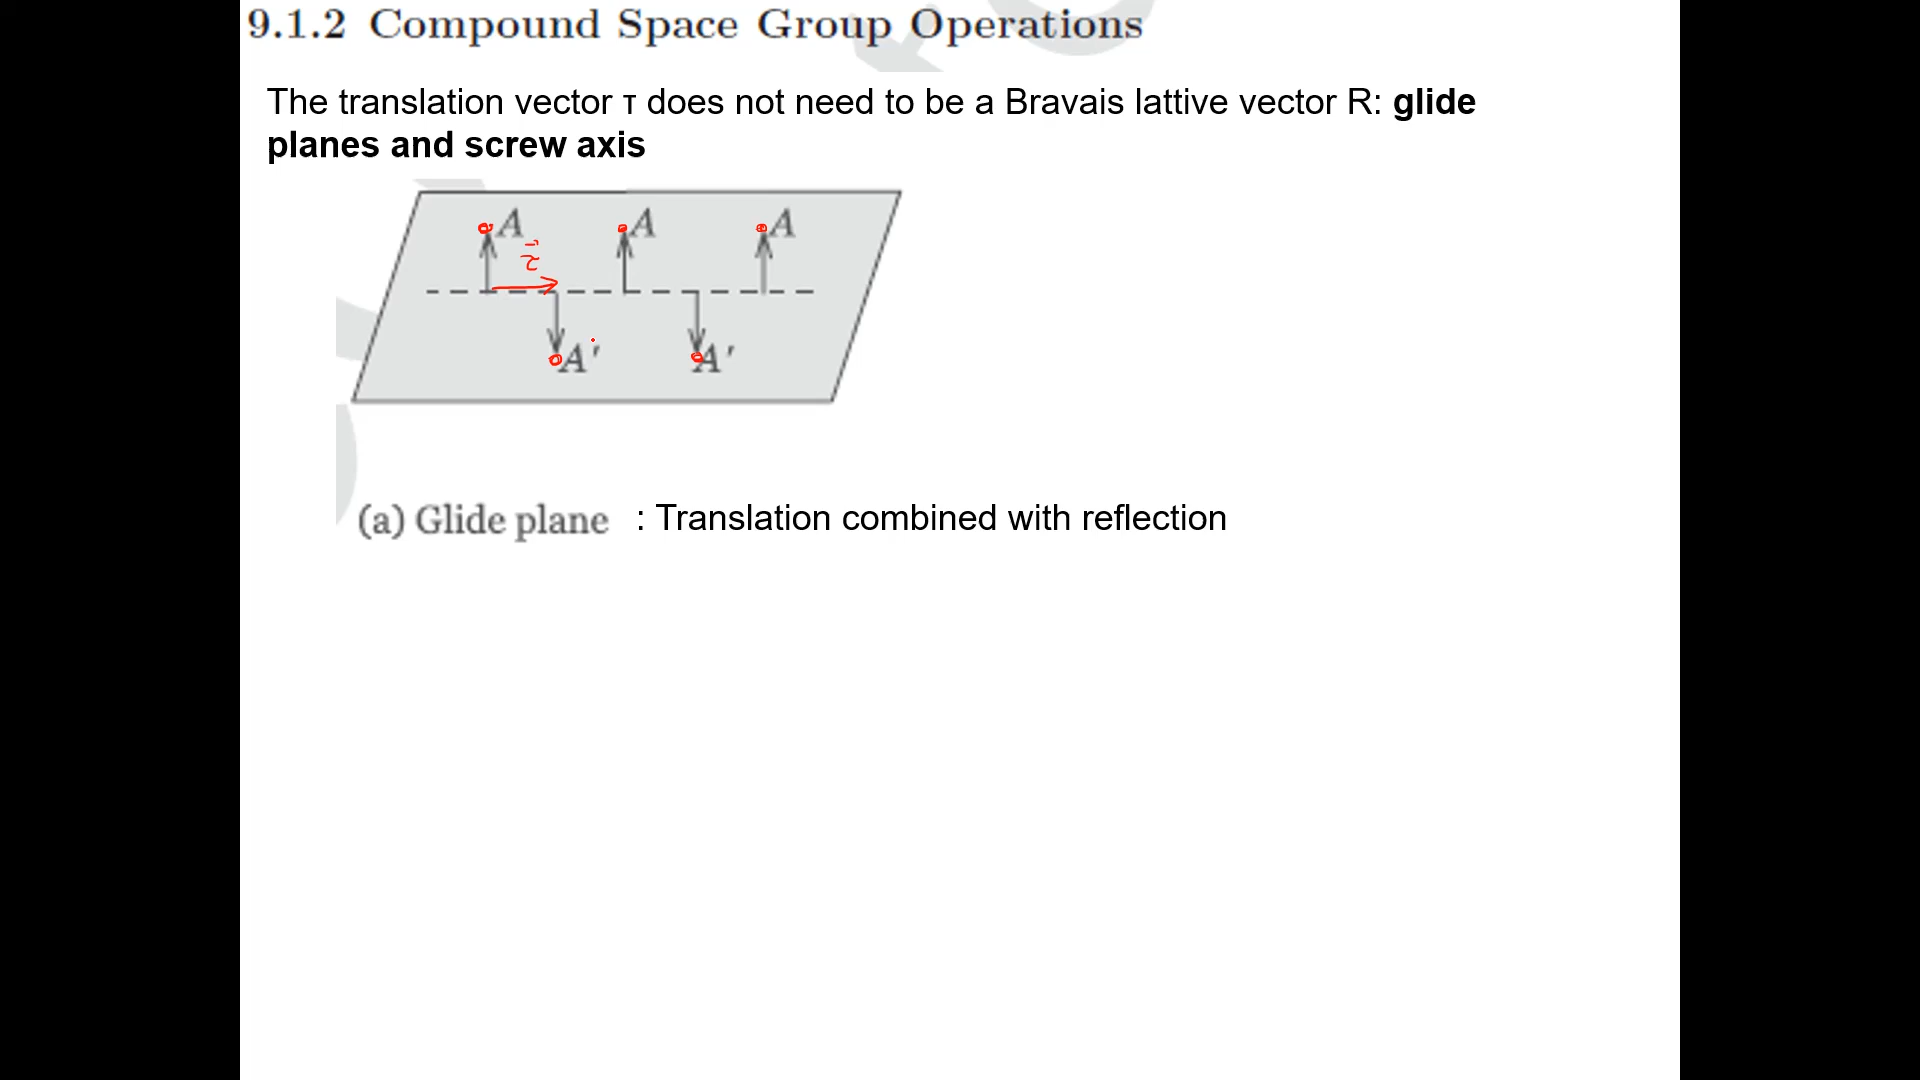 9.1.2 Compound Space Group Operations
The translation vector τ does not need to be a Bravais lattive vector R: glide
planes and screw axis
A A A
τ
A' A'
(a) Glide plane : Translation combined with reflection